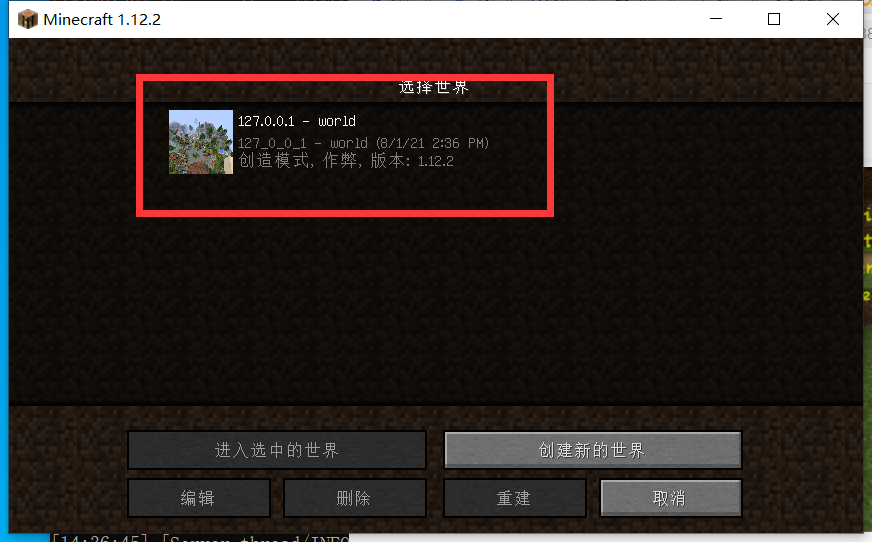 Minecraft 1.12.2
选择世界
127.0.0.1 - world
127_0_0_1 - world (8/1/21 2:36 PM)
创造模式, 作弊, 版本: 1.12.2
进入选中的世界
创建新的世界
编辑
删除
重建
取消
[14:36:45] [Server thread/INFO